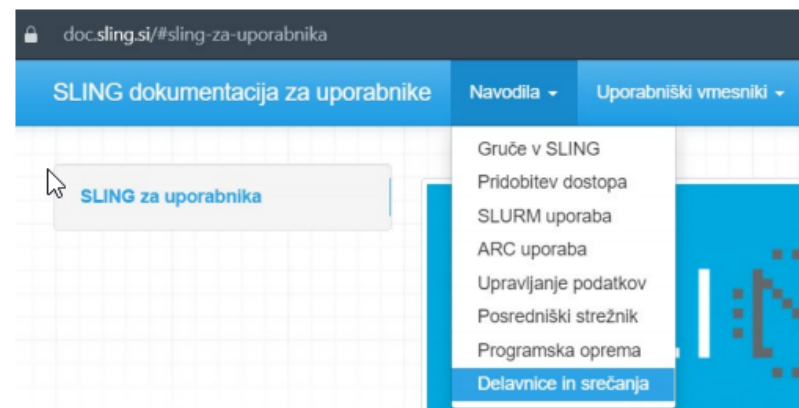 doc.sling.si/#sling-za-uporabnika
SLING dokumentacija za uporabnike Navodila Uporabniški vmesniki
SLING za uporabnika
Gruče v SLING
Pridobitev dostopa
SLURM uporaba
ARC uporaba
Upravljanje podatkov
Posredniški strežnik
Programska oprema
Delavnice in srečanja